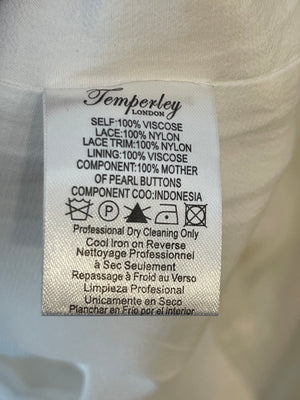 Temperley
LONDON
SELF:100% VISCOSE
LACE:100% NYLON
LACE TRIM:100% NYLON
LINING:100% VISCOSE
COMPONENT:100% MOTHER
OF PEARL BUTTONS
COMPONENT COO:INDONESIA
P
Professional Dry Cleaning Only
Cool Iron on Reverse
Nettoyage Professionnel
à Sec Seulement
Repassage à Froid au Verso
Limpieza Profesional
Unicamente en Seco
Planchar en Frio por el interior